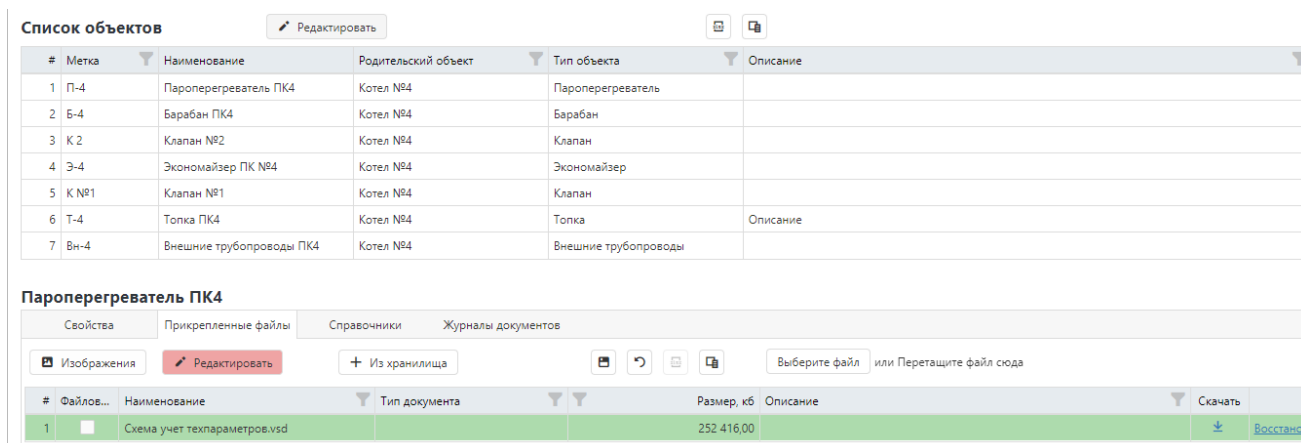 Список объектов Редактировать
# Метка Наименование Родительский объект Тип объекта Описание
1 П-4 Пароперегреватель ПК4 Котел №4 Пароперегреватель
2 Б-4 Барабан ПК4 Котел №4 Барабан
3 К 2 Клапан №2 Котел №4 Клапан
4 Э-4 Экономайзер ПК №4 Котел №4 Экономайзер
5 К №1 Клапан №1 Котел №4 Клапан
6 Т-4 Топка ПК4 Котел №4 Топка Описание
7 Вн-4 Внешние трубопроводы ПК4 Котел №4 Внешние трубопроводы
Пароперегреватель ПК4
Свойства Прикрепленные файлы Справочники Журналы документов
Изображения Редактировать + Из хранилища Выберите файл или Перетащите файл сюда
# Файлов... Наименование Тип документа Размер, кб Описание Скачать
1 Схема учет техпараметров.vsd 252 416,00 Восстано